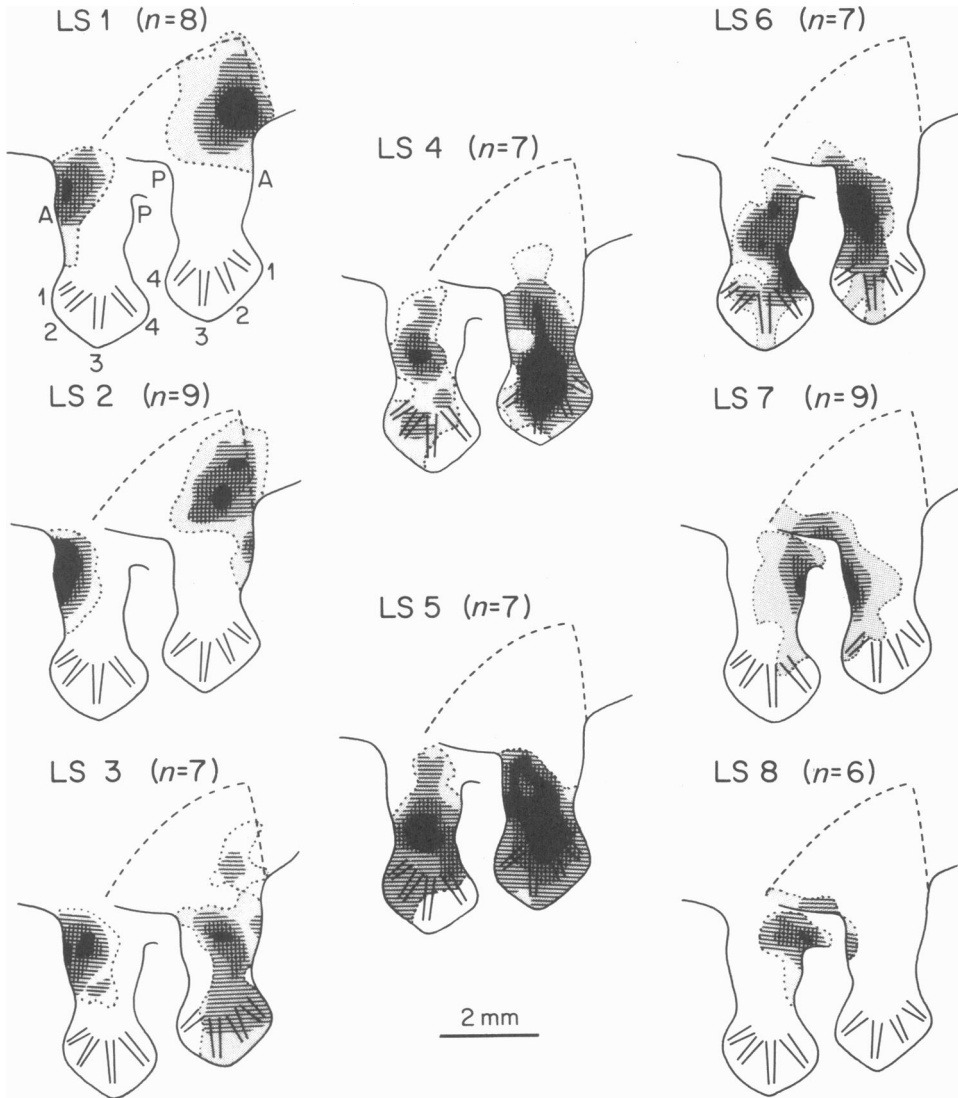 LS 1 (n=8)
A
P
P
A
1
2
3
4
4
3
2
1
LS 2 (n=9)
LS 3 (n=7)
LS 4 (n=7)
LS 5 (n=7)
2 mm
LS 6 (n=7)
LS 7 (n=9)
LS 8 (n=6)